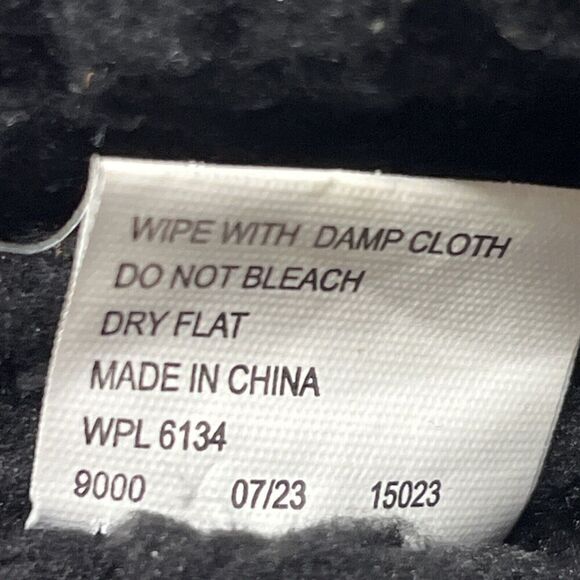 WIPE WITH DAMP CLOTH
DO NOT BLEACH
DRY FLAT
MADE IN CHINA
WPL 6134
9000 07/23 15023